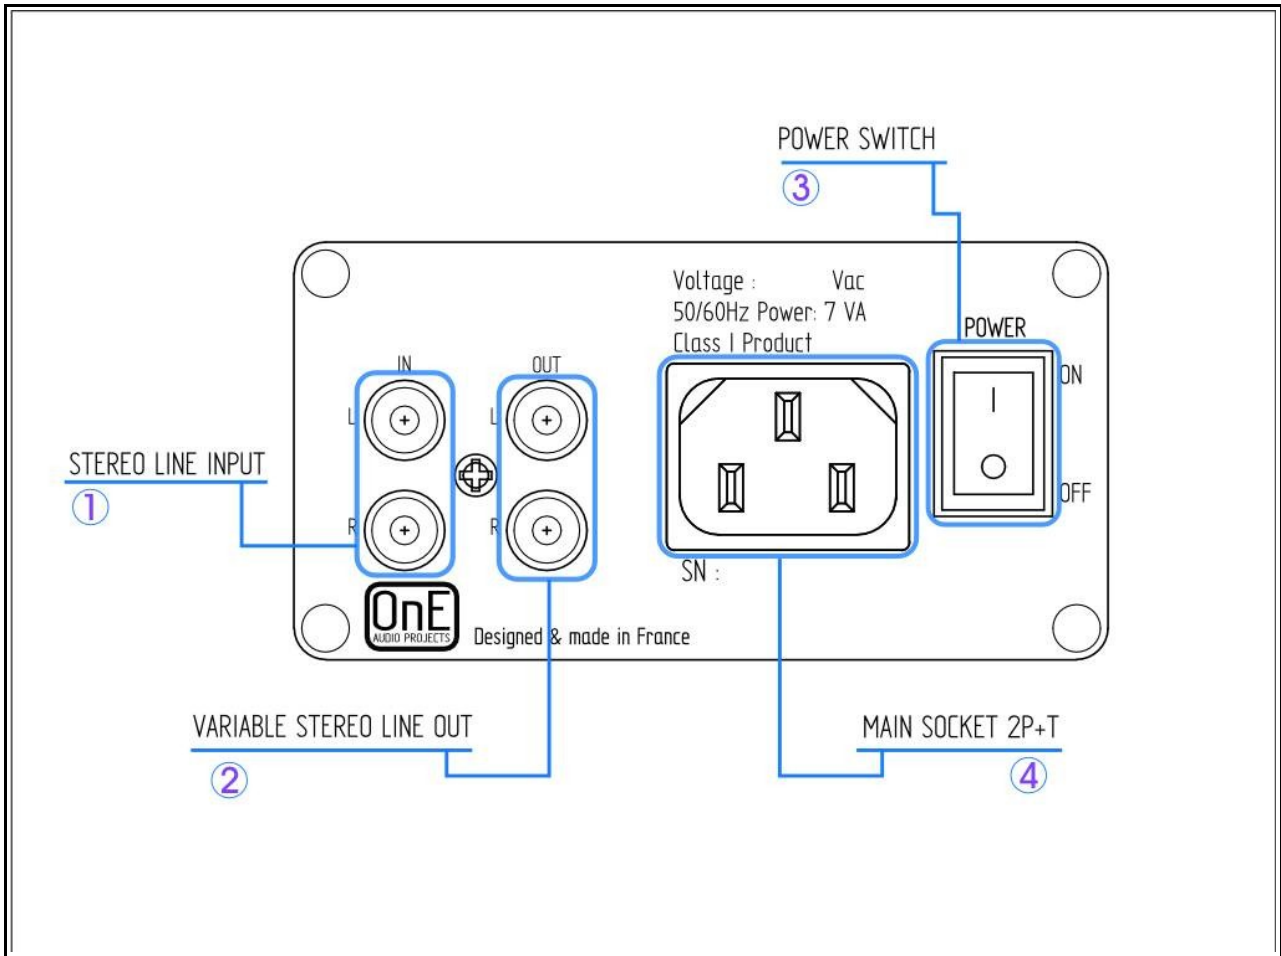 POWER SWITCH
③
Voltage : Vac
50/60Hz Power: 7 VA
Class I Product
POWER
IN
OUT
ON
L
L
I
STEREO LINE INPUT
①
O
OFF
R
R
SN :
OnE
AUDIO PROJECTS
Designed & made in France
VARIABLE STEREO LINE OUT
②
MAIN SOCKET 2P+T
④